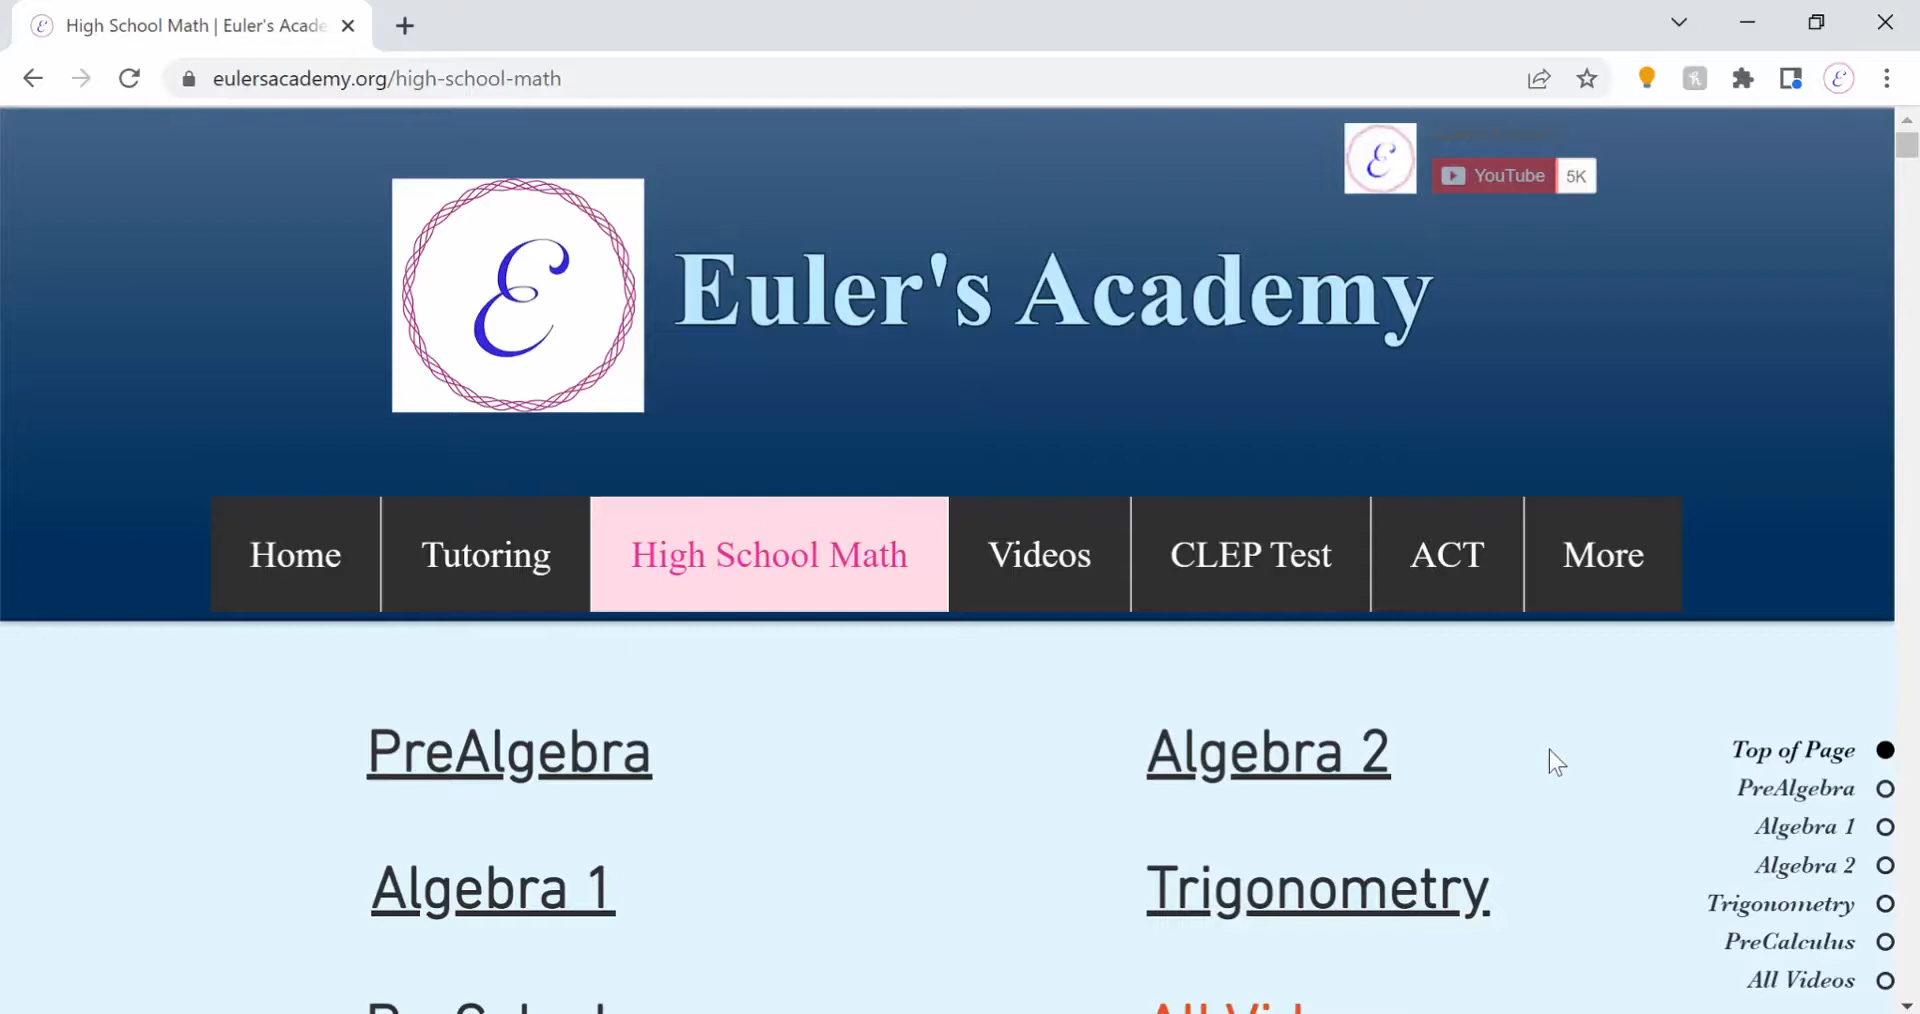 High School Math | Euler's Acade
eulersacademy.org/high-school-math
YouTube 5K
E
Euler's Academy
Home Tutoring High School Math Videos CLEP Test ACT More
PreAlgebra Algebra 2
Algebra 1 Trigonometry
Top of Page
PreAlgebra
Algebra 1
Algebra 2
Trigonometry
PreCalculus
All Videos